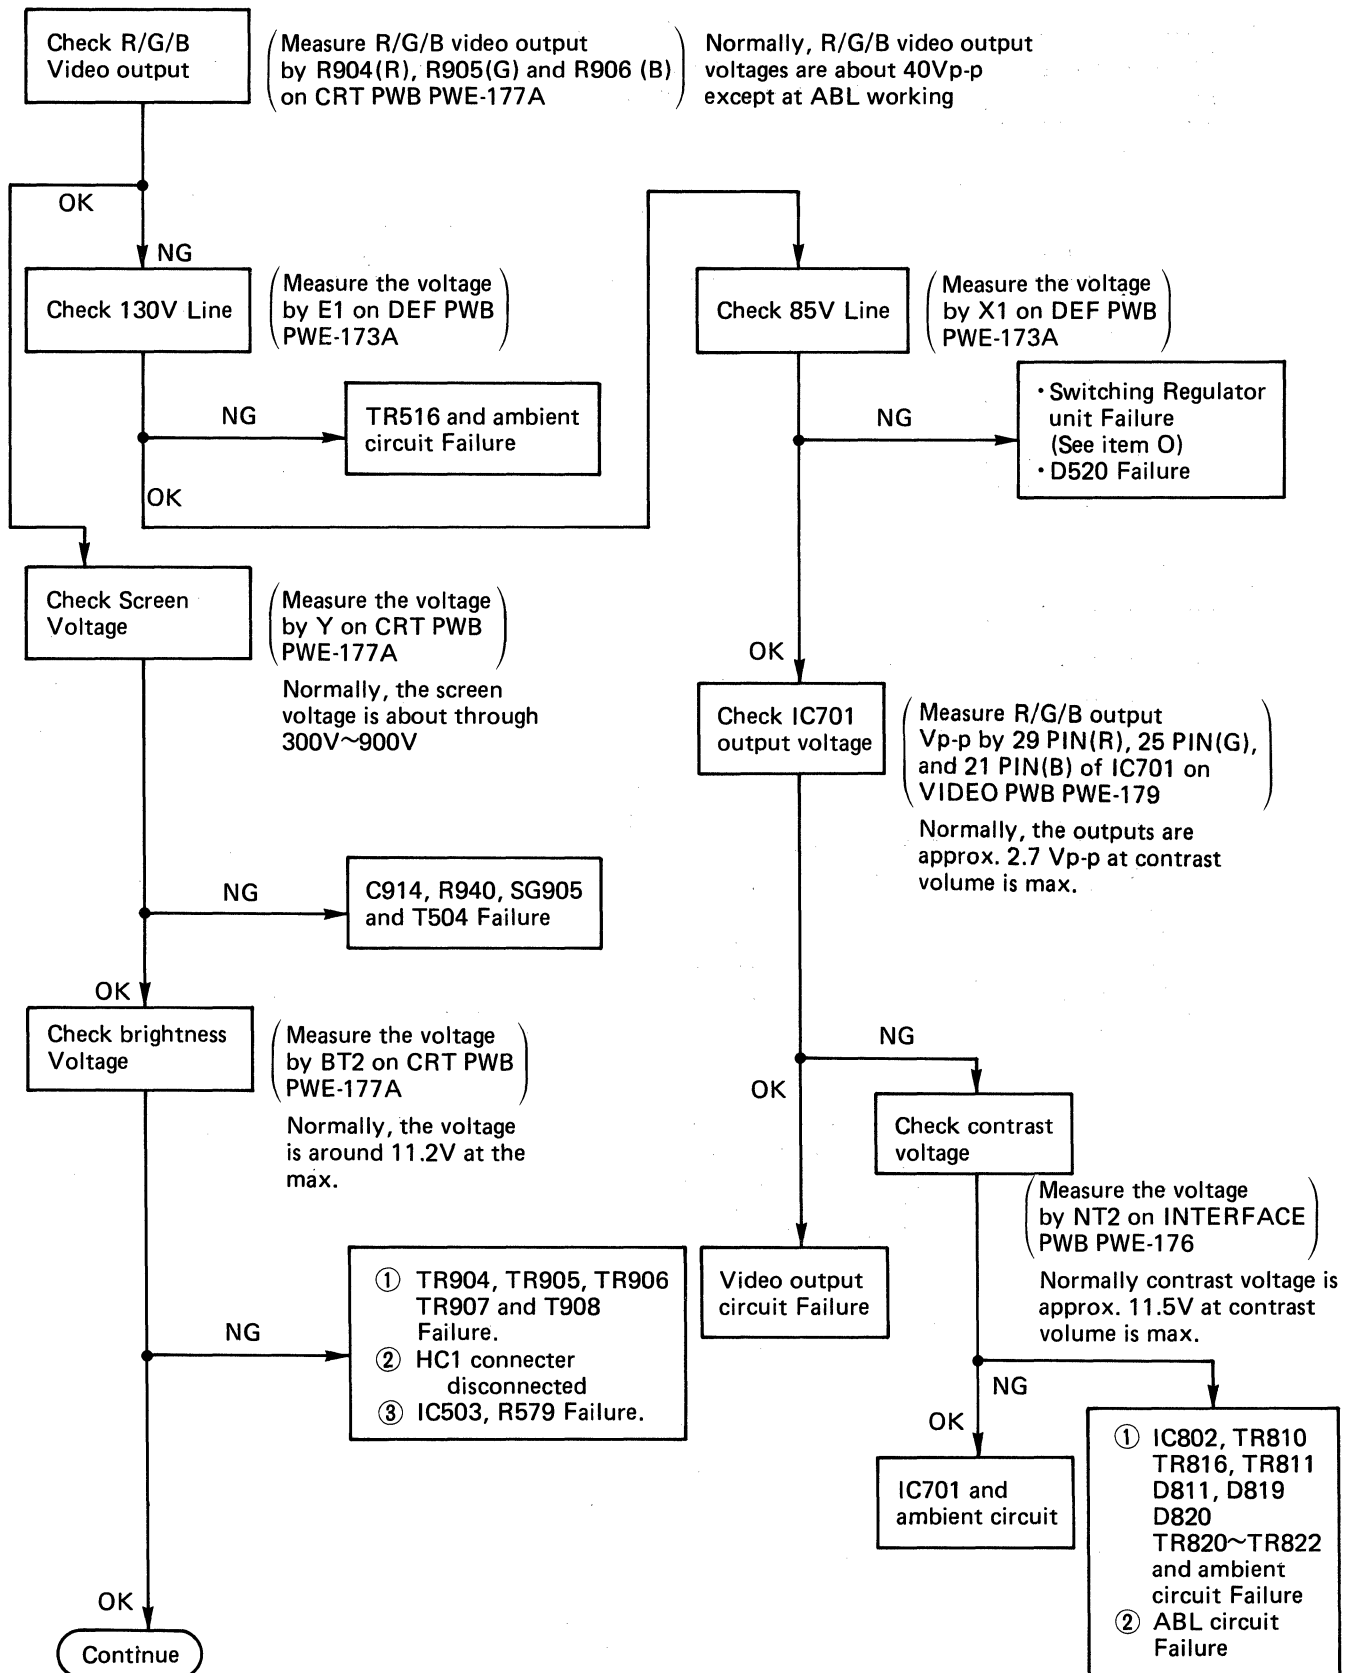 Check R/G/B
Video output
Measure R/G/B video output
by R904(R), R905(G) and R906 (B)
on CRT PWB PWE-177A
Normally, R/G/B video output
voltages are about 40Vp-p
except at ABL working
OK
NG
Check 130V Line
Measure the voltage
by E1 on DEF PWB
PWE-173A
NG
TR516 and ambient
circuit Failure
OK
Check Screen
Voltage
Measure the voltage
by Y on CRT PWB
PWE-177A
Normally, the screen
voltage is about through
300V~900V
NG
C914, R940, SG905
and T504 Failure
OK
Check brightness
Voltage
Measure the voltage
by BT2 on CRT PWB
PWE-177A
Normally, the voltage
is around 11.2V at the
max.
NG
① TR904, TR905, TR906
TR907 and T908
Failure.
② HC1 connecter
disconnected
③ IC503, R579 Failure.
OK
Continue
Check 85V Line
Measure the voltage
by X1 on DEF PWB
PWE-173A
NG
· Switching Regulator
unit Failure
(See item O)
· D520 Failure
OK
Check IC701
output voltage
Measure R/G/B output
Vp-p by 29 PIN(R), 25 PIN(G),
and 21 PIN(B) of IC701 on
VIDEO PWB PWE-179
Normally, the outputs are
approx. 2.7 Vp-p at contrast
volume is max.
NG
OK
Check contrast
voltage
Measure the voltage
by NT2 on INTERFACE
PWB PWE-176
Normally contrast voltage is
approx. 11.5V at contrast
volume is max.
Video output
circuit Failure
NG
OK
IC701 and
ambient circuit
① IC802, TR810
TR816, TR811
D811, D819
D820
TR820~TR822
and ambient
circuit Failure
② ABL circuit
Failure